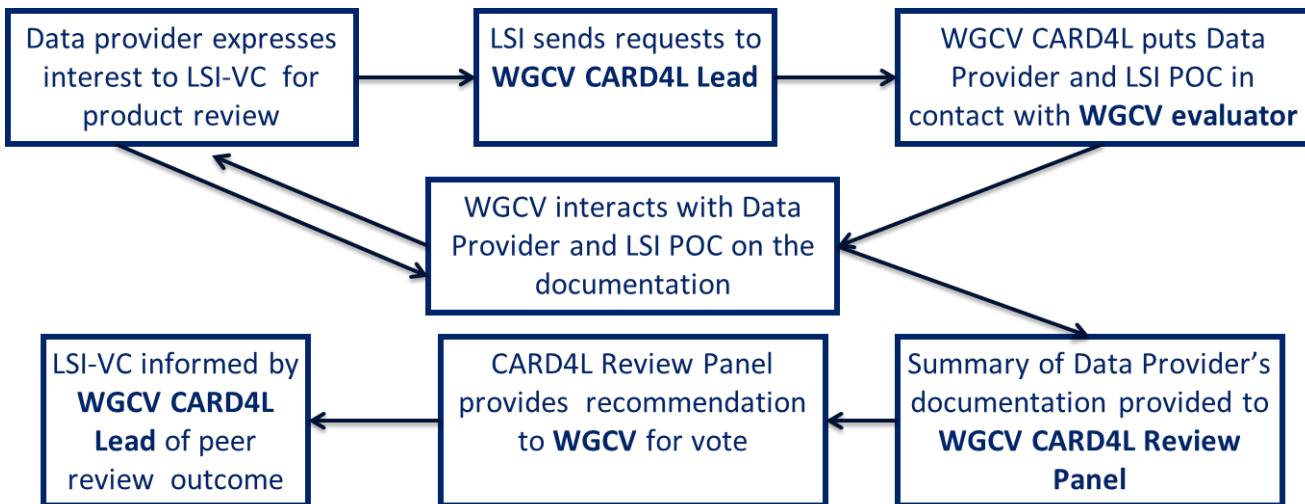 Data provider expresses
interest to LSI-VC for
product review
LSI sends requests to
WGCV CARD4L Lead
WGCV CARD4L puts Data
Provider and LSI POC in
contact with WGCV evaluator
WGCV interacts with Data
Provider and LSI POC on the
documentation
LSI-VC informed by
WGCV CARD4L
Lead of peer
review outcome
CARD4L Review Panel
provides recommendation
to WGCV for vote
Summary of Data Provider’s
documentation provided to
WGCV CARD4L Review
Panel